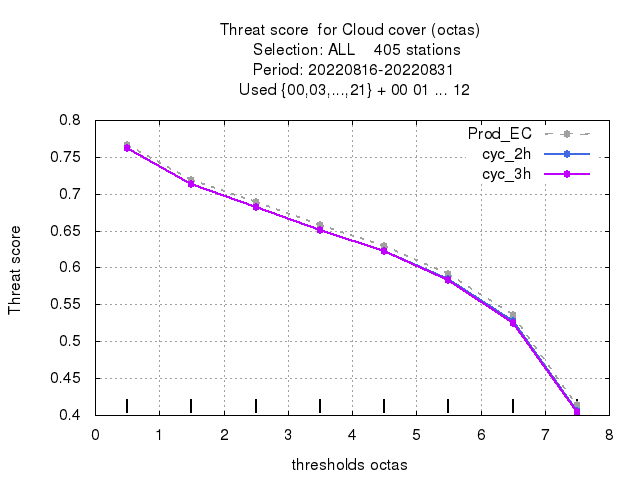 Threat score for Cloud cover (octas)
Selection: ALL 405 stations
Period: 20220816-20220831
Used {00,03,...,21} + 00 01 ... 12
Prod_EC
cyc_2h
cyc_3h
Threat score
0.8
0.75
0.7
0.65
0.6
0.55
0.5
0.45
0.4
0 1 2 3 4 5 6 7 8
thresholds octas